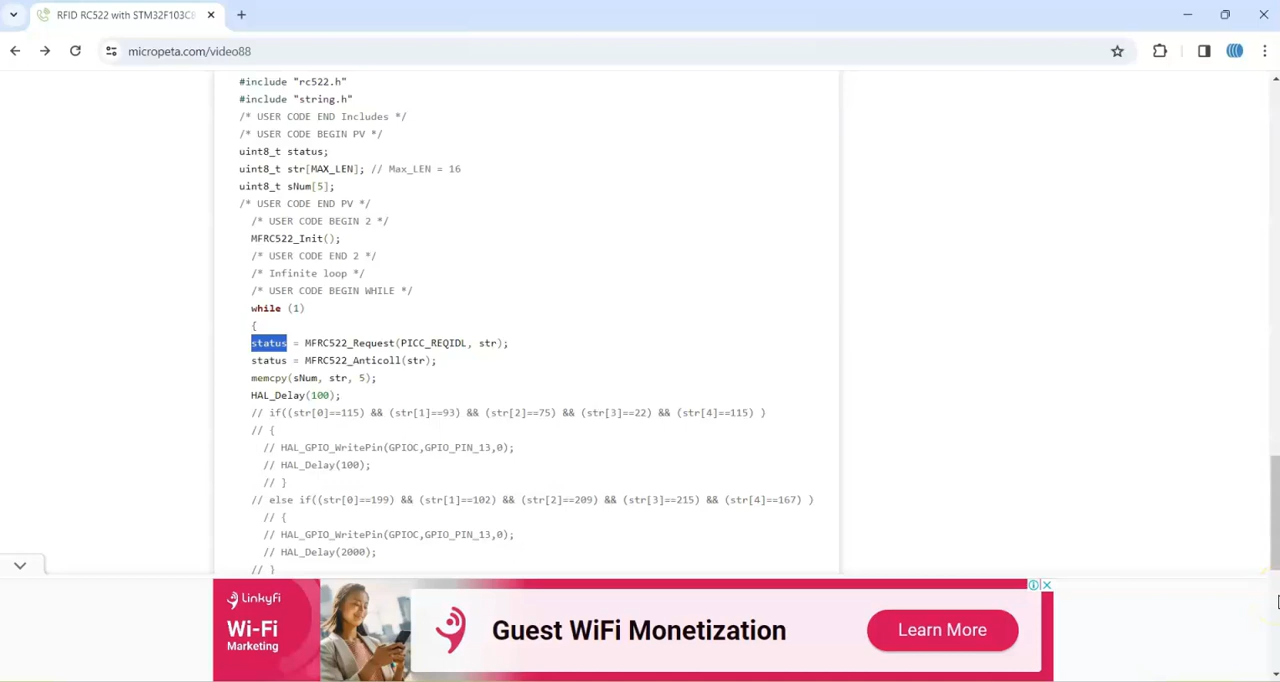 RFID RC522 with STM32F103C
micropeta.com/video88
#include "rc522.h"
#include "string.h"
/* USER CODE END Includes */
/* USER CODE BEGIN PV */
uint8_t status;
uint8_t str[MAX_LEN]; // Max_LEN = 16
uint8_t sNum[5];
/* USER CODE END PV */
/* USER CODE BEGIN 2 */
MFRC522_Init();
/* USER CODE END 2 */
/* Infinite loop */
/* USER CODE BEGIN WHILE */
while (1)
{
status = MFRC522_Request(PICC_REQIDL, str);
status = MFRC522_Anticoll(str);
memcpy(sNum, str, 5);
HAL_Delay(100);
// if((str[0]==115) && (str[1]==93) && (str[2]==75) && (str[3]==22) && (str[4]==115) )
// {
// HAL_GPIO_WritePin(GPIOC,GPIO_PIN_13,0);
// HAL_Delay(100);
// }
// else if((str[0]==199) && (str[1]==102) && (str[2]==209) && (str[3]==215) && (str[4]==167) )
// {
// HAL_GPIO_WritePin(GPIOC,GPIO_PIN_13,0);
// HAL_Delay(2000);
// }
Linkyfi
Wi-Fi
Marketing
Guest WiFi Monetization
Learn More